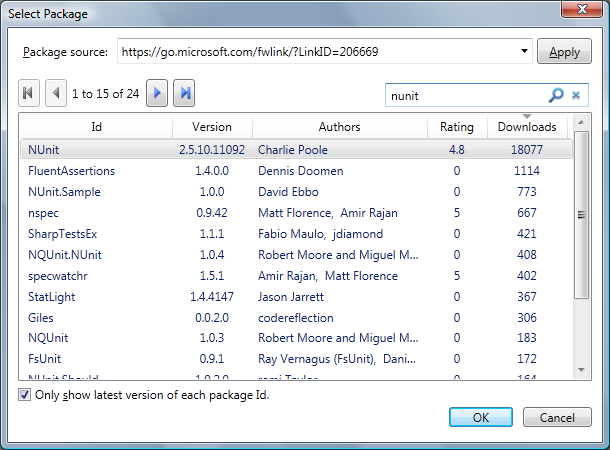 Select Package
Package source: https://go.microsoft.com/fwlink/?LinkID=206669 Apply
1 to 15 of 24 nunit
Id Version Authors Rating Downloads
NUnit 2.5.10.11092 Charlie Poole 4.8 18077
FluentAssertions 1.4.0.0 Dennis Doomen 0 1114
NUnit.Sample 1.0.0 David Ebbo 0 773
nspec 0.9.42 Matt Florence, Amir Rajan 5 667
SharpTestsEx 1.1.1 Fabio Maulo, jdiamond 0 421
NQUnit.NUnit 1.0.4 Robert Moore and Miguel M... 0 408
specwatchr 1.5.1 Amir Rajan, Matt Florence 5 402
StatLight 1.4.4147 Jason Jarrett 0 367
Giles 0.0.2.0 codereflection 0 306
NQUnit 1.0.3 Robert Moore and Miguel M... 0 183
FsUnit 0.9.1 Ray Vernagus (FsUnit), Dani... 0 172
NUnit.Should 0 164
Only show latest version of each package Id.
OK Cancel